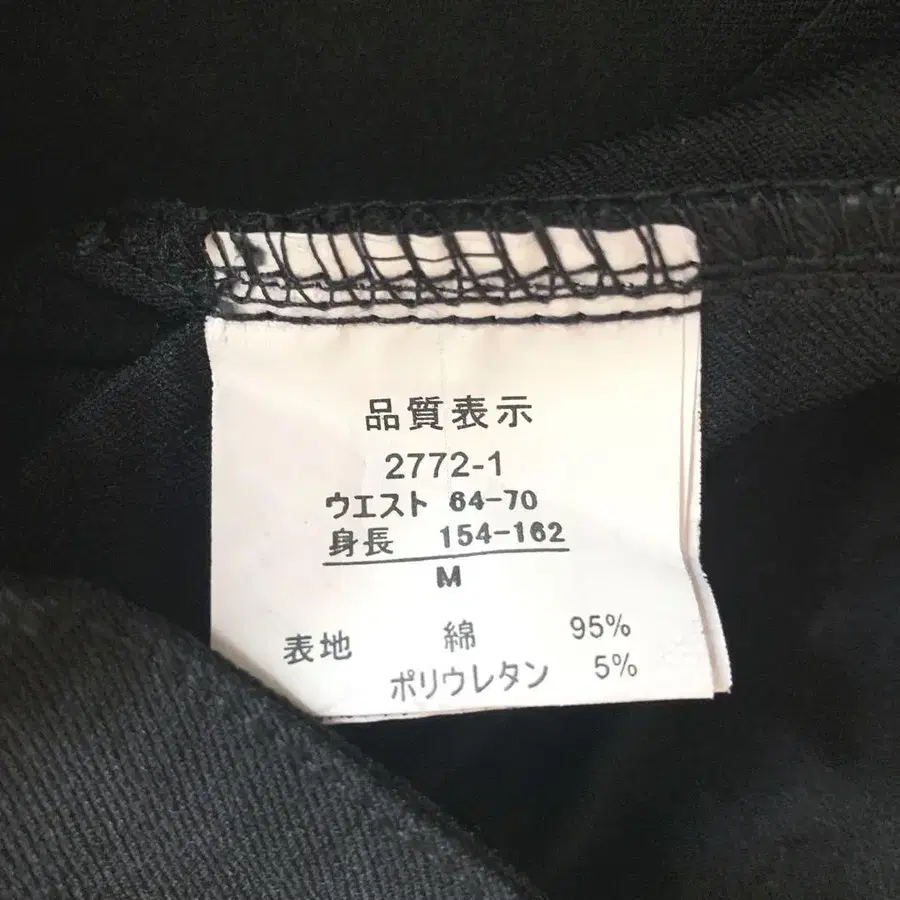 品質表示
2772-1
ウエスト 64-70
身長 154-162
M
表地 綿 95%
ポリウレタン 5%